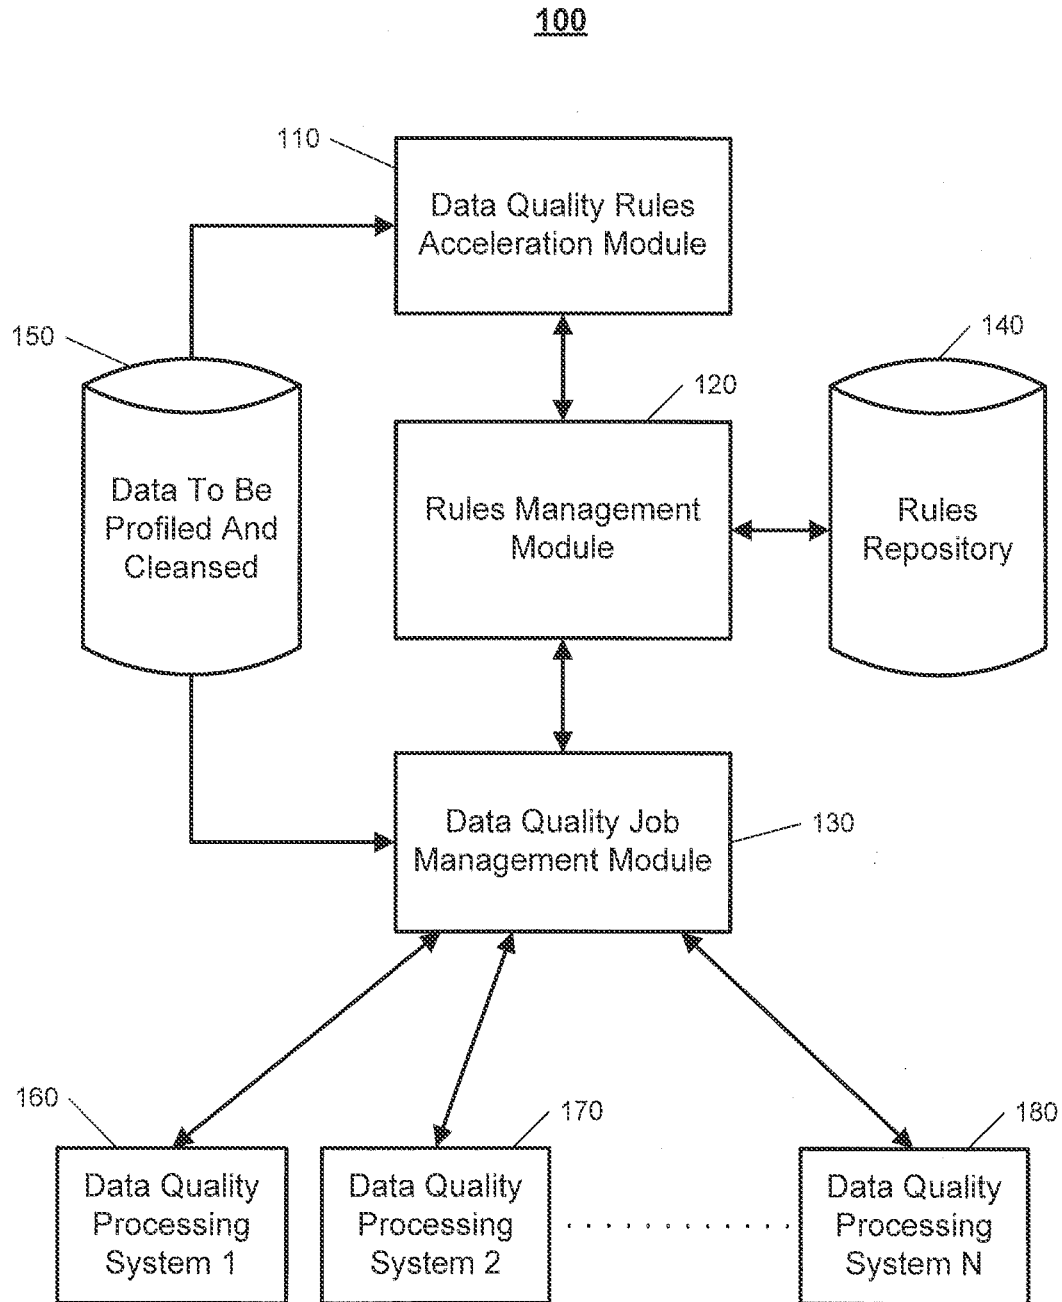 100
110
Data Quality Rules
Acceleration Module
150
140
120
Data To Be
Profiled And
Cleansed
Rules Management
Module
Rules
Repository
Data Quality Job
Management Module
130
160
170
180
Data Quality
Processing
System 1
Data Quality
Processing
System 2
Data Quality
Processing
System N